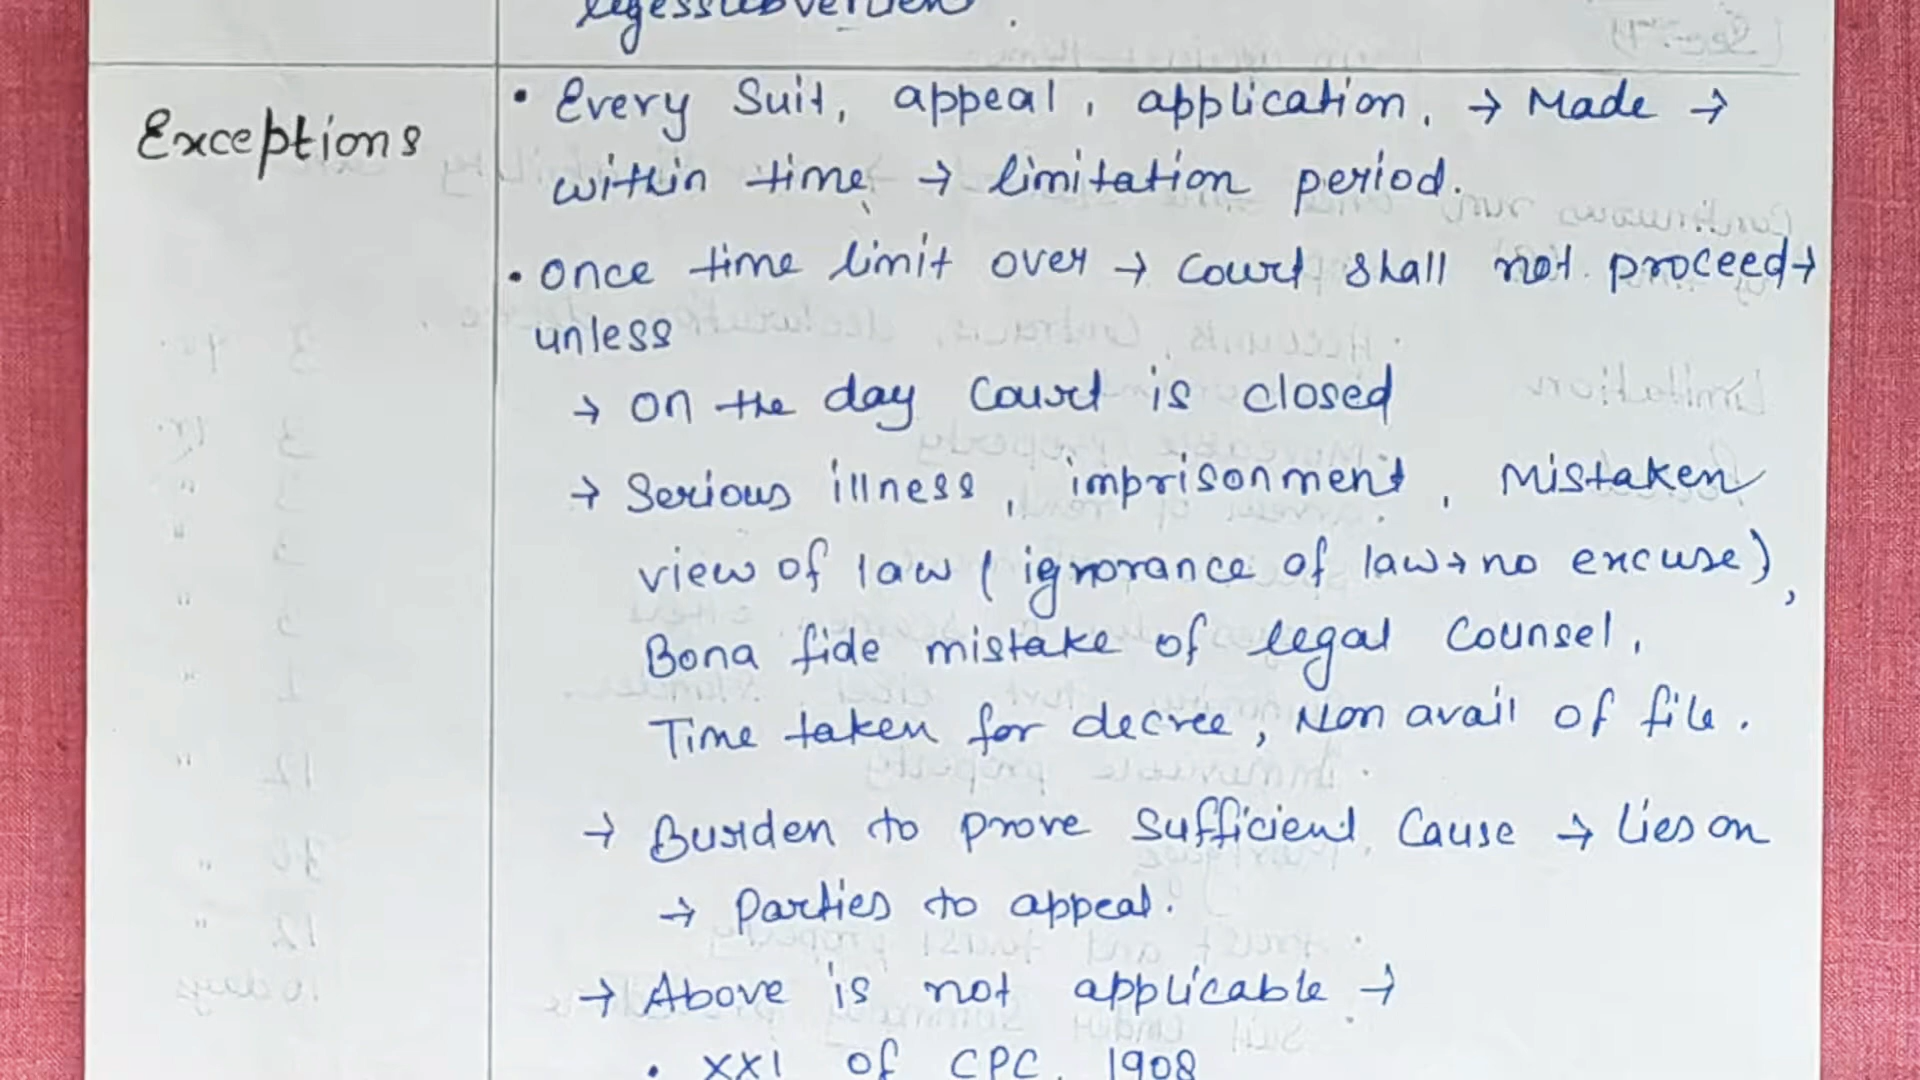 Exceptions
• Every Suit, appeal, application, → Made →
within time → limitation period.
• Once time limit over → Court shall not proceed →
unless
→ On the day Court is closed
→ Serious illness, imprisonment, Mistaken
view of law (ignorance of law → no excuse),
Bona fide mistake of legal Counsel,
Time taken for decree, Non avail of file.
→ Burden to prove Sufficient Cause → Lies on
→ Parties to appeal.
→ Above is not applicable →
• XXI of CPC, 1908